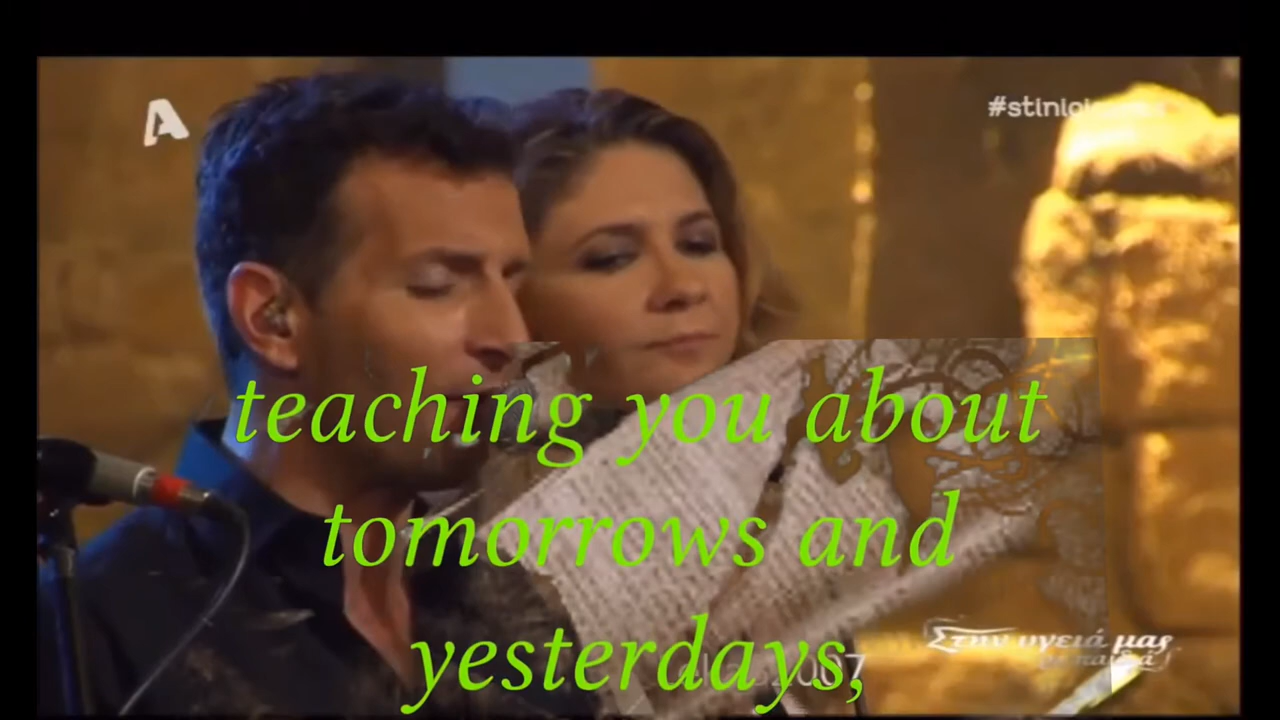 A
teaching you about
tomorrows and
yesterdays,
Στην υγειά μας